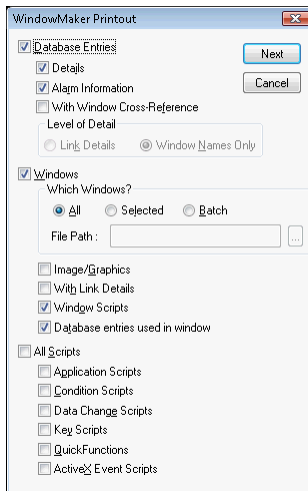 WindowMaker Printout
Database Entries
Next
Details
Alarm Information
Cancel
With Window Cross-Reference
Level of Detail
Link Details
Window Names Only
Windows
Which Windows?
All
Selected
Batch
File Path :
...
Image/Graphics
With Link Details
Window Scripts
Database entries used in window
All Scripts
Application Scripts
Condition Scripts
Data Change Scripts
Key Scripts
QuickFunctions
ActiveX Event Scripts